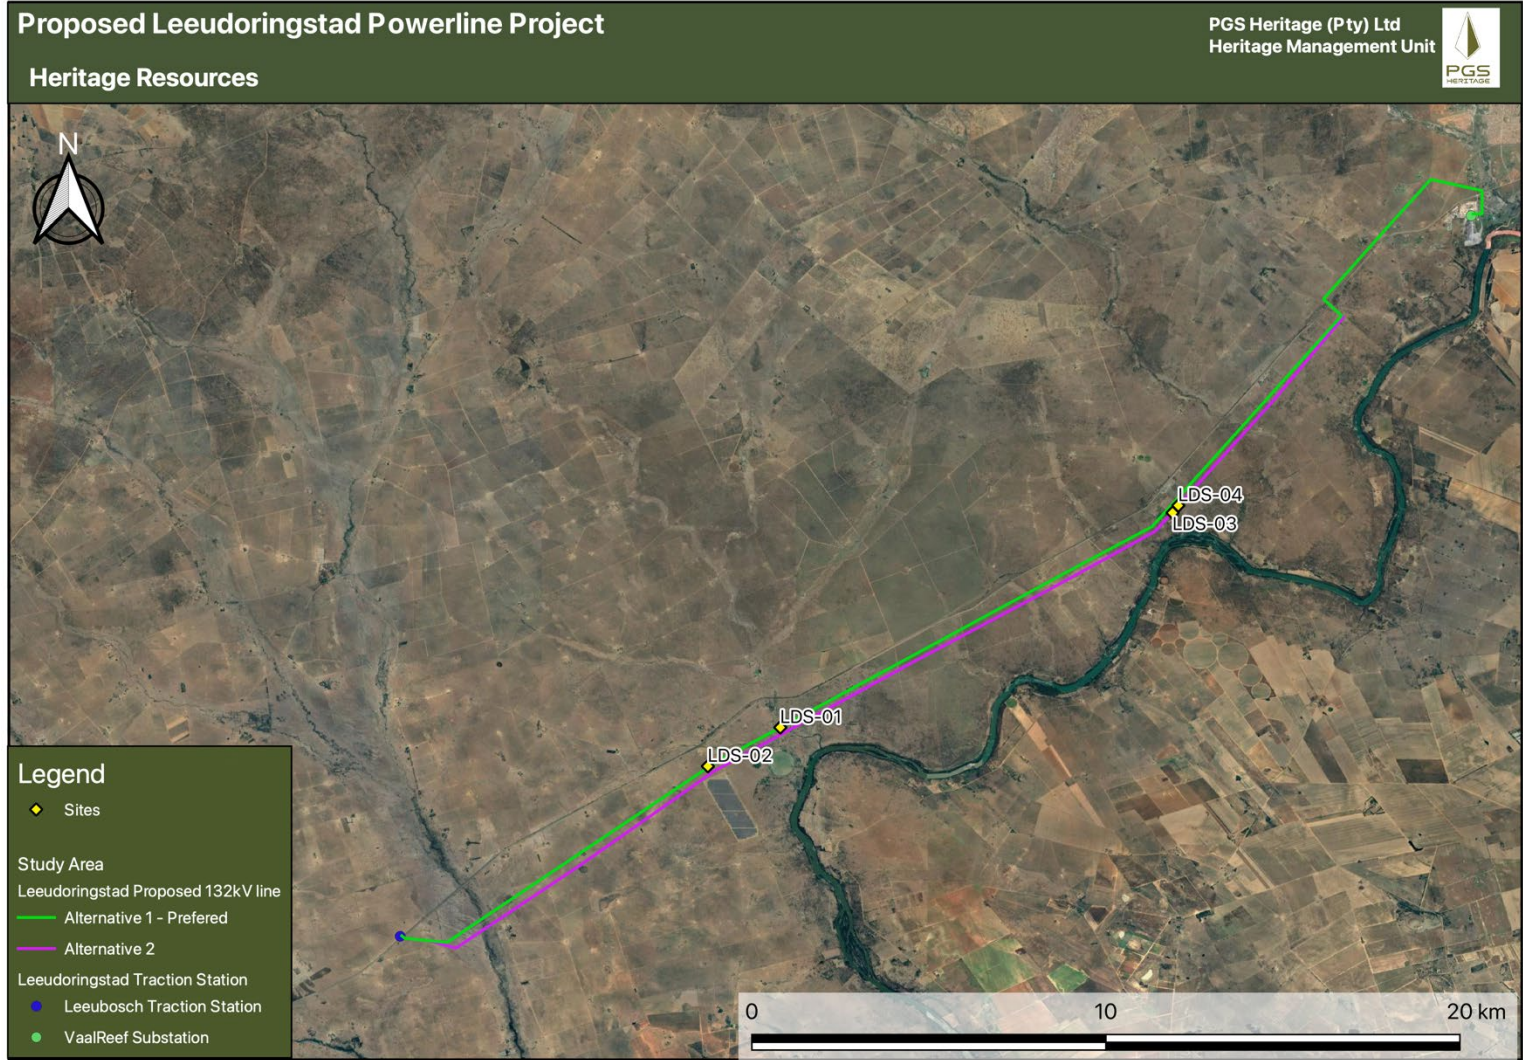 Proposed Leeudoringstad Powerline Project
Heritage Resources
PGS Heritage (Pty) Ltd
Heritage Management Unit
PGS
HERITAGE
N
LDS-04
LDS-03
LDS-01
LDS-02
Legend
Sites
Study Area
Leeudoringstad Proposed 132kV line
Alternative 1 - Prefered
Alternative 2
Leeudoringstad Traction Station
Leeubosch Traction Station
VaalReef Substation
0 10 20 km